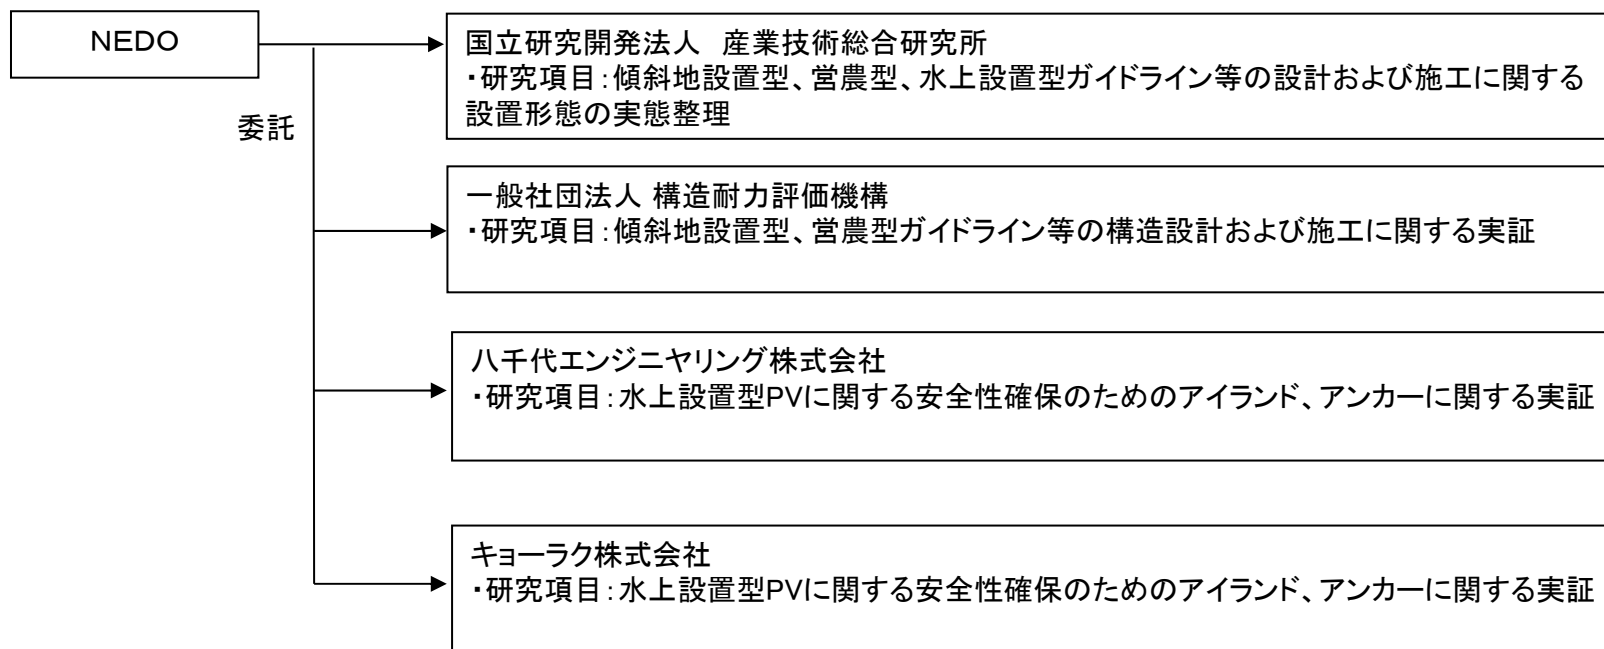 NEDO
委託
国立研究開発法人　産業技術総合研究所
・研究項目：傾斜地設置型、営農型、水上設置型ガイドライン等の設計および施工に関する
設置形態の実態整理
一般社団法人 構造耐力評価機構
・研究項目：傾斜地設置型、営農型ガイドライン等の構造設計および施工に関する実証
八千代エンジニヤリング株式会社
・研究項目：水上設置型PVに関する安全性確保のためのアイランド、アンカーに関する実証
キョーラク株式会社
・研究項目：水上設置型PVに関する安全性確保のためのアイランド、アンカーに関する実証